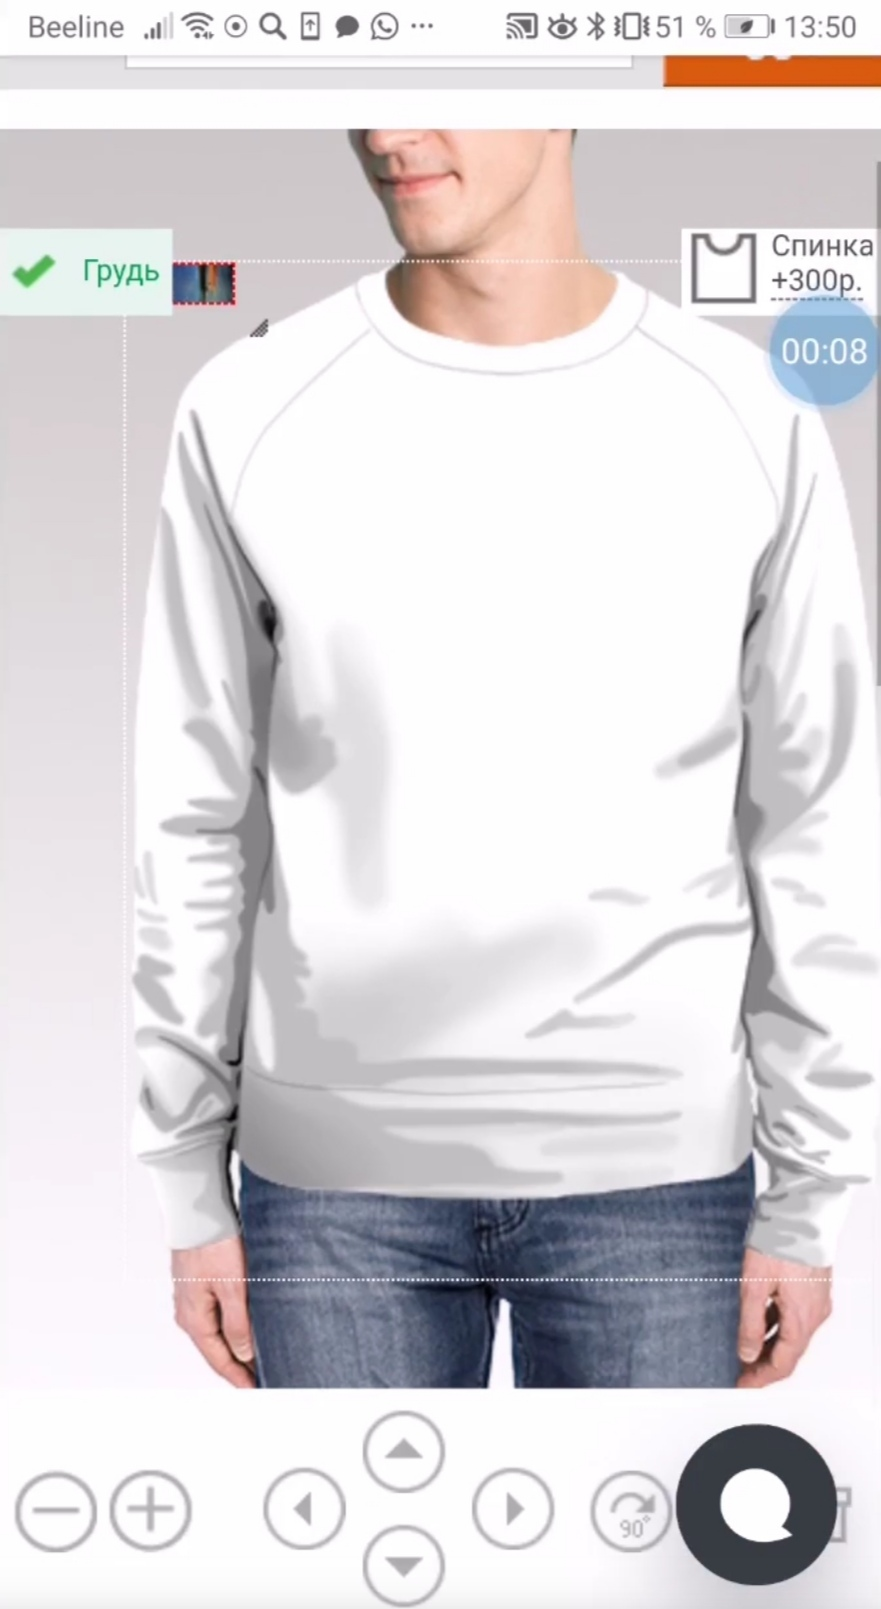 Beeline 51 % 13:50
Грудь
Спинка
+300р.
00:08
90°